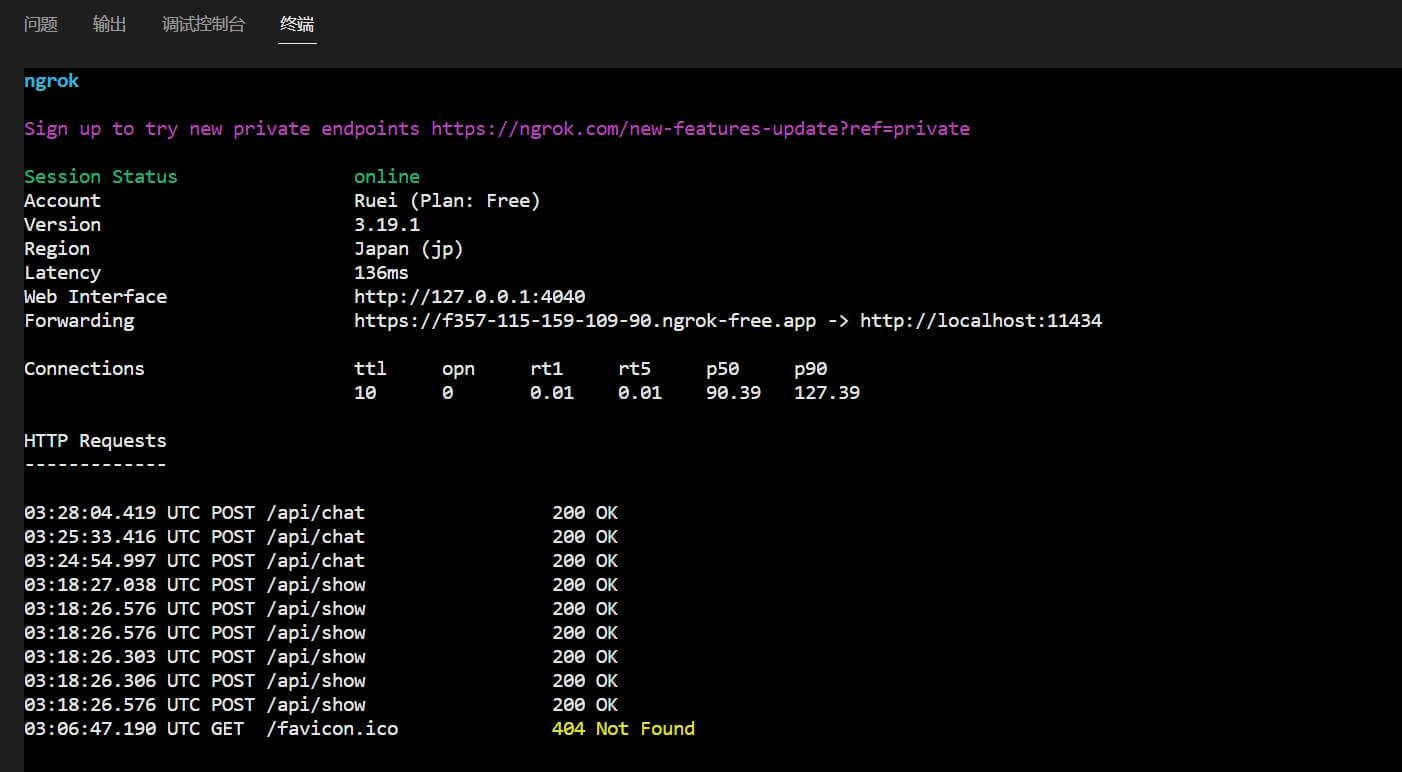 问题 输出 调试控制台 终端
ngrok
Sign up to try new private endpoints https://ngrok.com/new-features-update?ref=private
Session Status online
Account Ruei (Plan: Free)
Version 3.19.1
Region Japan (jp)
Latency 136ms
Web Interface http://127.0.0.1:4040
Forwarding https://f357-115-159-109-90.ngrok-free.app -> http://localhost:11434
Connections ttl opn rt1 rt5 p50 p90
10 0 0.01 0.01 90.39 127.39
HTTP Requests
-------------
03:28:04.419 UTC POST /api/chat 200 OK
03:25:33.416 UTC POST /api/chat 200 OK
03:24:54.997 UTC POST /api/chat 200 OK
03:18:27.038 UTC POST /api/show 200 OK
03:18:26.576 UTC POST /api/show 200 OK
03:18:26.576 UTC POST /api/show 200 OK
03:18:26.303 UTC POST /api/show 200 OK
03:18:26.306 UTC POST /api/show 200 OK
03:18:26.576 UTC POST /api/show 200 OK
03:06:47.190 UTC GET /favicon.ico 404 Not Found